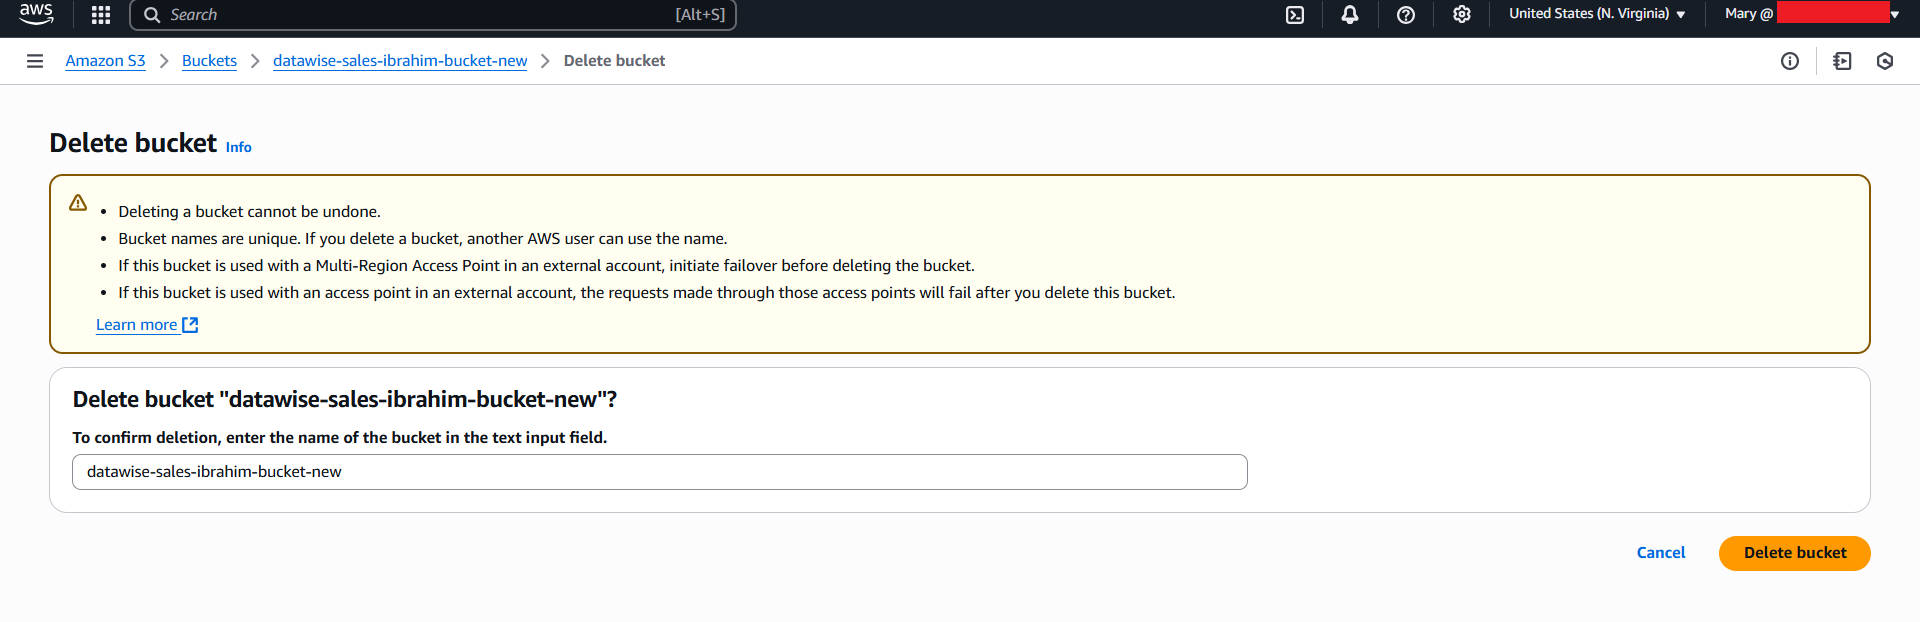 aws
Search [Alt+S]
United States (N. Virginia)
Mary @
Amazon S3 > Buckets > datawise-sales-ibrahim-bucket-new > Delete bucket
Delete bucket Info
• Deleting a bucket cannot be undone.
• Bucket names are unique. If you delete a bucket, another AWS user can use the name.
• If this bucket is used with a Multi-Region Access Point in an external account, initiate failover before deleting the bucket.
• If this bucket is used with an access point in an external account, the requests made through those access points will fail after you delete this bucket.
Learn more
Delete bucket "datawise-sales-ibrahim-bucket-new"?
To confirm deletion, enter the name of the bucket in the text input field.
datawise-sales-ibrahim-bucket-new
Cancel
Delete bucket